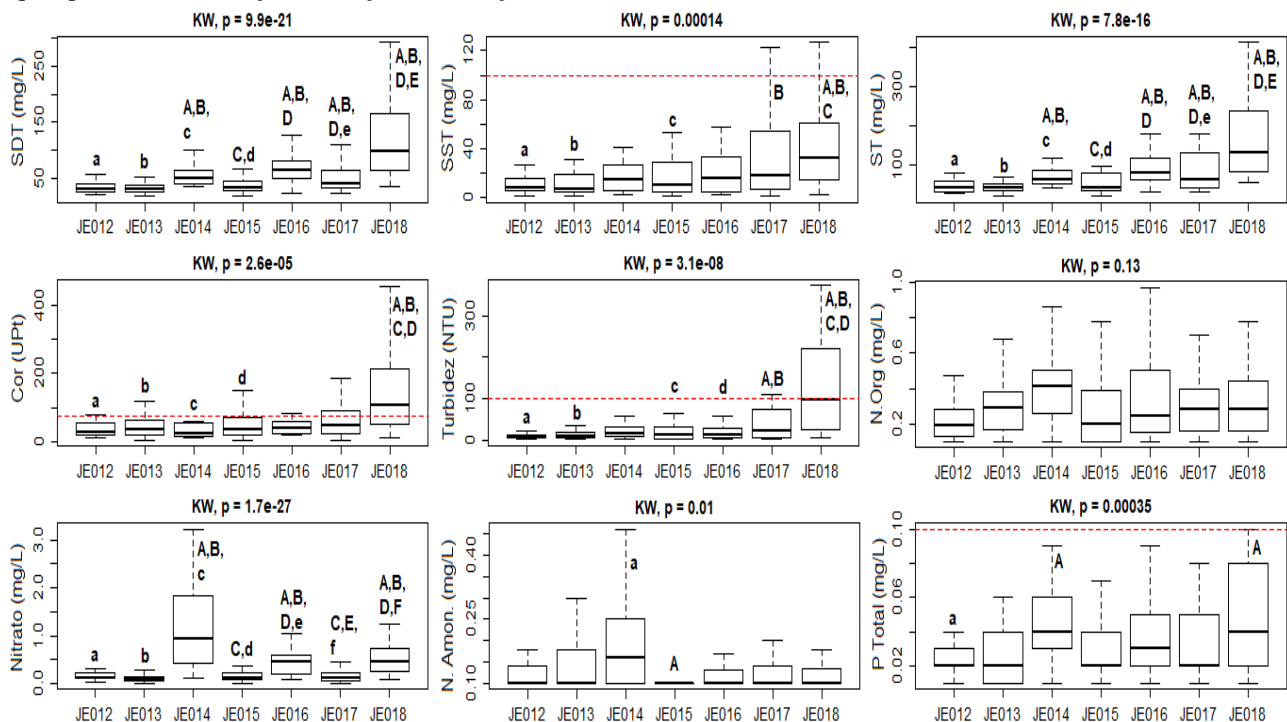 KW, p = 9.9e-21
SDT (mg/L)
250
150
50
a
b
A,B,
c
C,d
A,B,
D
A,B,
D,e
A,B,
D,E
JE012 JE013 JE014 JE015 JE016 JE017 JE018
KW, p = 0.00014
SST (mg/L)
120
80
40
20
0
a
b
c
B
A,B,
C
JE012 JE013 JE014 JE015 JE016 JE017 JE018
KW, p = 7.8e-16
ST (mg/L)
300
100
a
b
A,B,
c
C,d
A,B,
D
A,B,
D,e
A,B,
D,E
JE012 JE013 JE014 JE015 JE016 JE017 JE018
KW, p = 2.6e-05
Cor (UPt)
400
200
0
a
b
c
d
A,B,
C,D
JE012 JE013 JE014 JE015 JE016 JE017 JE018
KW, p = 3.1e-08
Turbidez (NTU)
300
100
0
a
b
c
d
A,B
A,B,
C,D
JE012 JE013 JE014 JE015 JE016 JE017 JE018
KW, p = 0.13
N.Org (mg/L)
1.0
0.6
0.2
JE012 JE013 JE014 JE015 JE016 JE017 JE018
KW, p = 1.7e-27
Nitrato (mg/L)
3.0
2.0
1.0
0.0
a
b
A,B,
c
C,d
A,B,
D,e
C,E,
f
A,B,
D,F
JE012 JE013 JE014 JE015 JE016 JE017 JE018
KW, p = 0.01
N. Amon. (mg/L)
0.40
0.25
0.10
a
A
JE012 JE013 JE014 JE015 JE016 JE017 JE018
KW, p = 0.00035
P Total (mg/L)
0.10
0.06
0.02
a
A
A
JE012 JE013 JE014 JE015 JE016 JE017 JE018